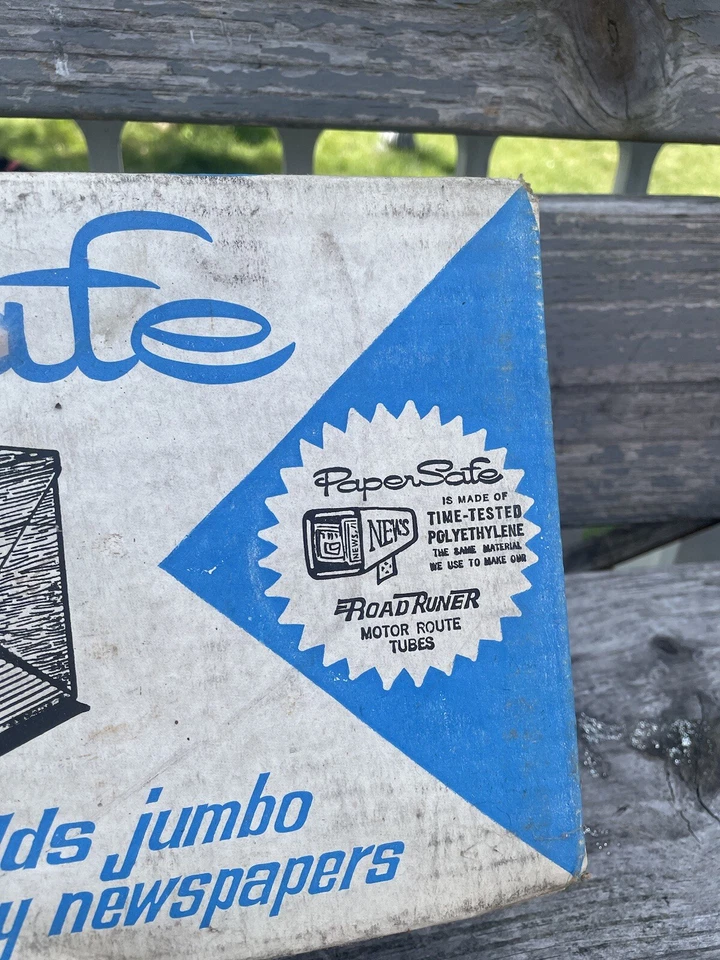 afe
PaperSafe
IS MADE OF
TIME-TESTED
POLYETHYLENE
THE SAME MATERIAL
WE USE TO MAKE OUR
NEWS
NEWS
ROAD RUNER
MOTOR ROUTE
TUBES
lds jumbo
y newspapers